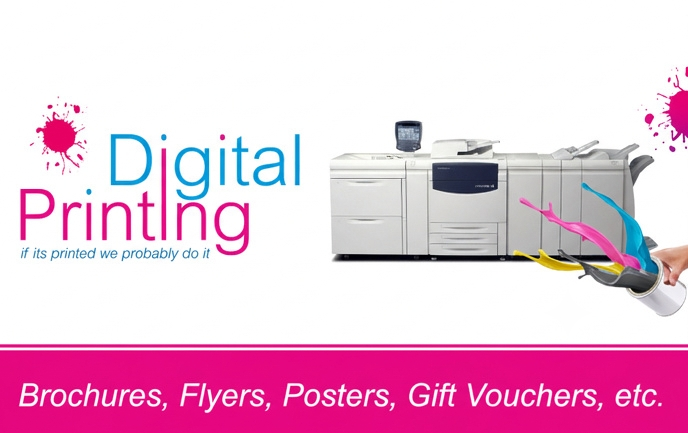 Digital
Printing
if its printed we probably do it
Brochures, Flyers, Posters, Gift Vouchers, etc.